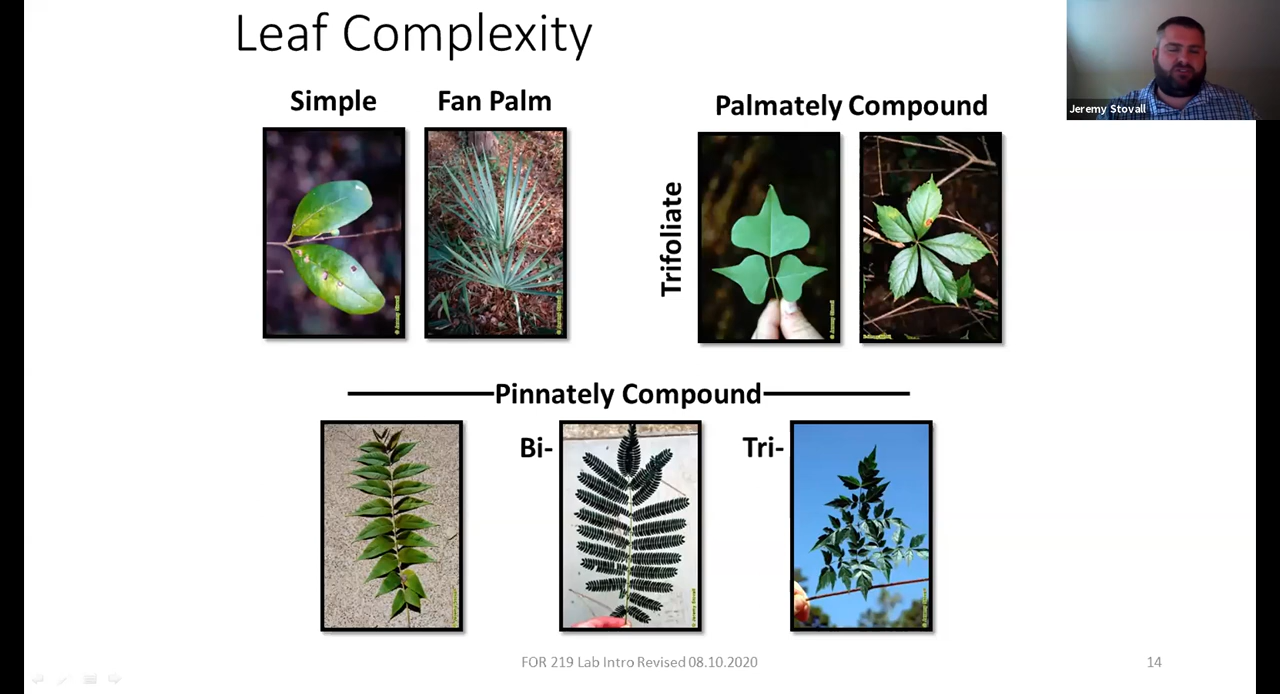 Leaf Complexity
Jeremy Stovall
Simple
Fan Palm
Palmately Compound
Trifoliate
Pinnately Compound
Bi-
Tri-
FOR 219 Lab Intro Revised 08.10.2020
14